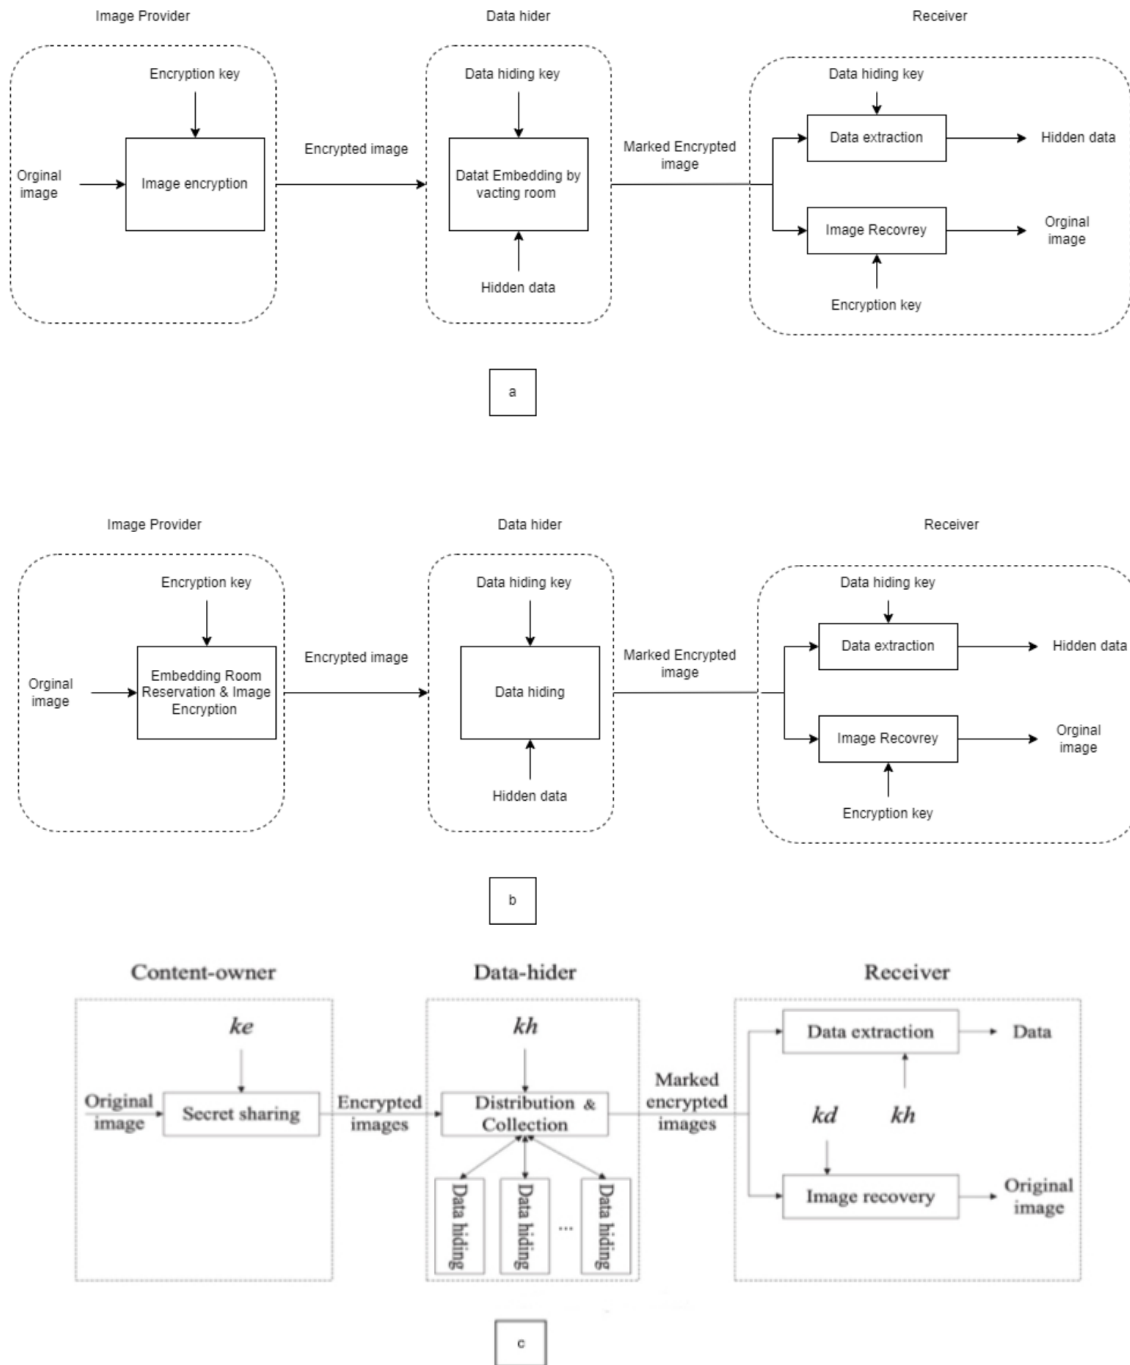 Image Provider
Data hider
Receiver
Encryption key
Data hiding key
Data hiding key
Orginal
image
Image encryption
Encrypted image
Datat Embedding by
vacting room
Marked Encrypted
image
Data extraction
Hidden data
Image Recovrey
Orginal
image
Hidden data
Encryption key
a
Image Provider
Data hider
Receiver
Encryption key
Data hiding key
Data hiding key
Orginal
image
Embedding Room
Reservation & Image
Encryption
Encrypted image
Data hiding
Marked Encrypted
image
Data extraction
Hidden data
Image Recovrey
Orginal
image
Hidden data
Encryption key
b
Content-owner
Data-hider
Receiver
ke
kh
Original
image
Secret sharing
Encrypted
images
Distribution &
Collection
Data hiding
Data hiding
...
Data hiding
Marked
encrypted
images
Data extraction
Data
kd
kh
Image recovery
Original
image
c